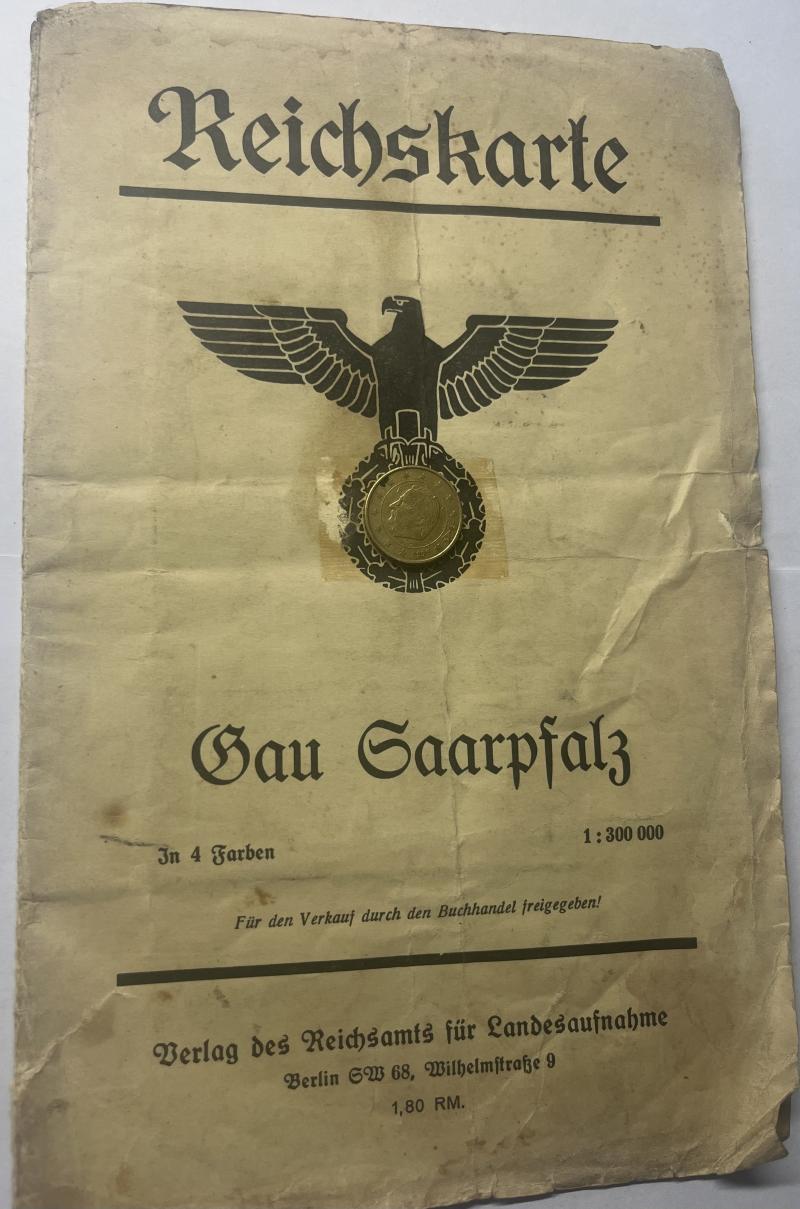 Reichskarte
Gau Saarpfalz
In 4 Farben
1:300 000
Für den Verkauf durch den Buchhandel freigegeben!
Verlag des Reichsamts für Landesaufnahme
Berlin SW 68, Wilhelmstraße 9
1,80 RM.